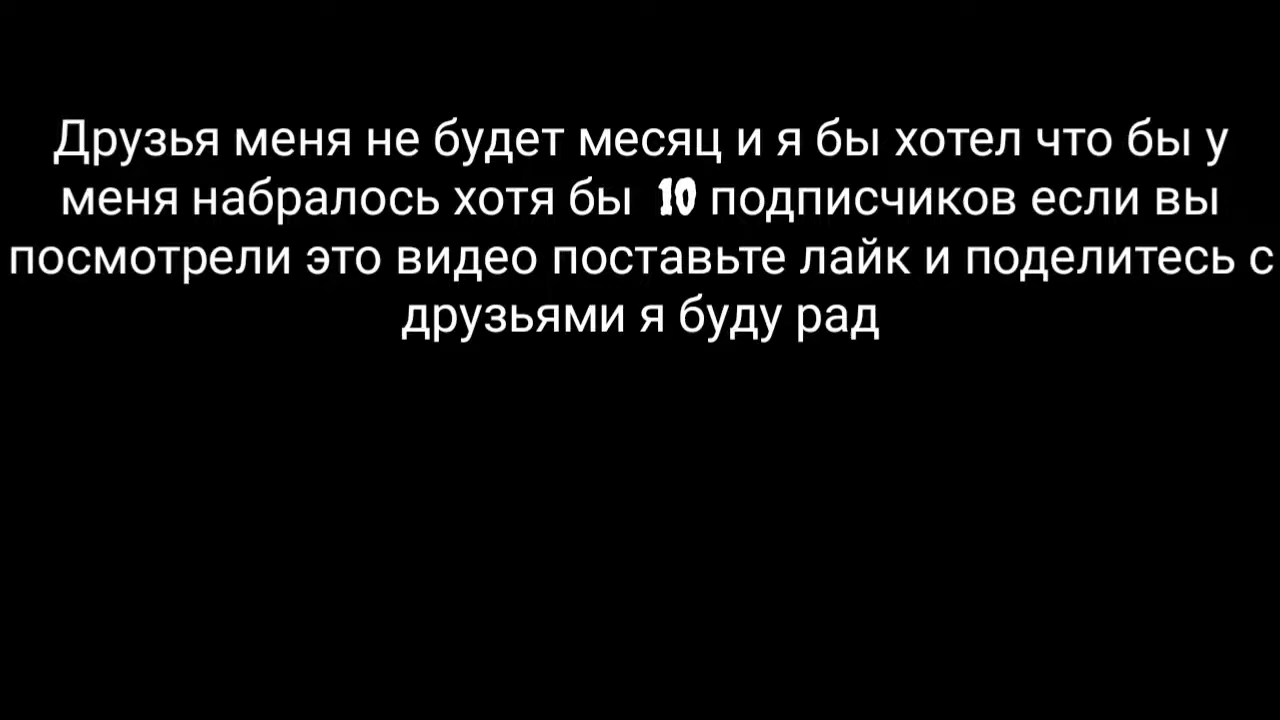 Друзья меня не будет месяц и я бы хотел что бы у
меня набралось хотя бы 10 подписчиков если вы
посмотрели это видео поставьте лайк и поделитесь с
друзьями я буду рад